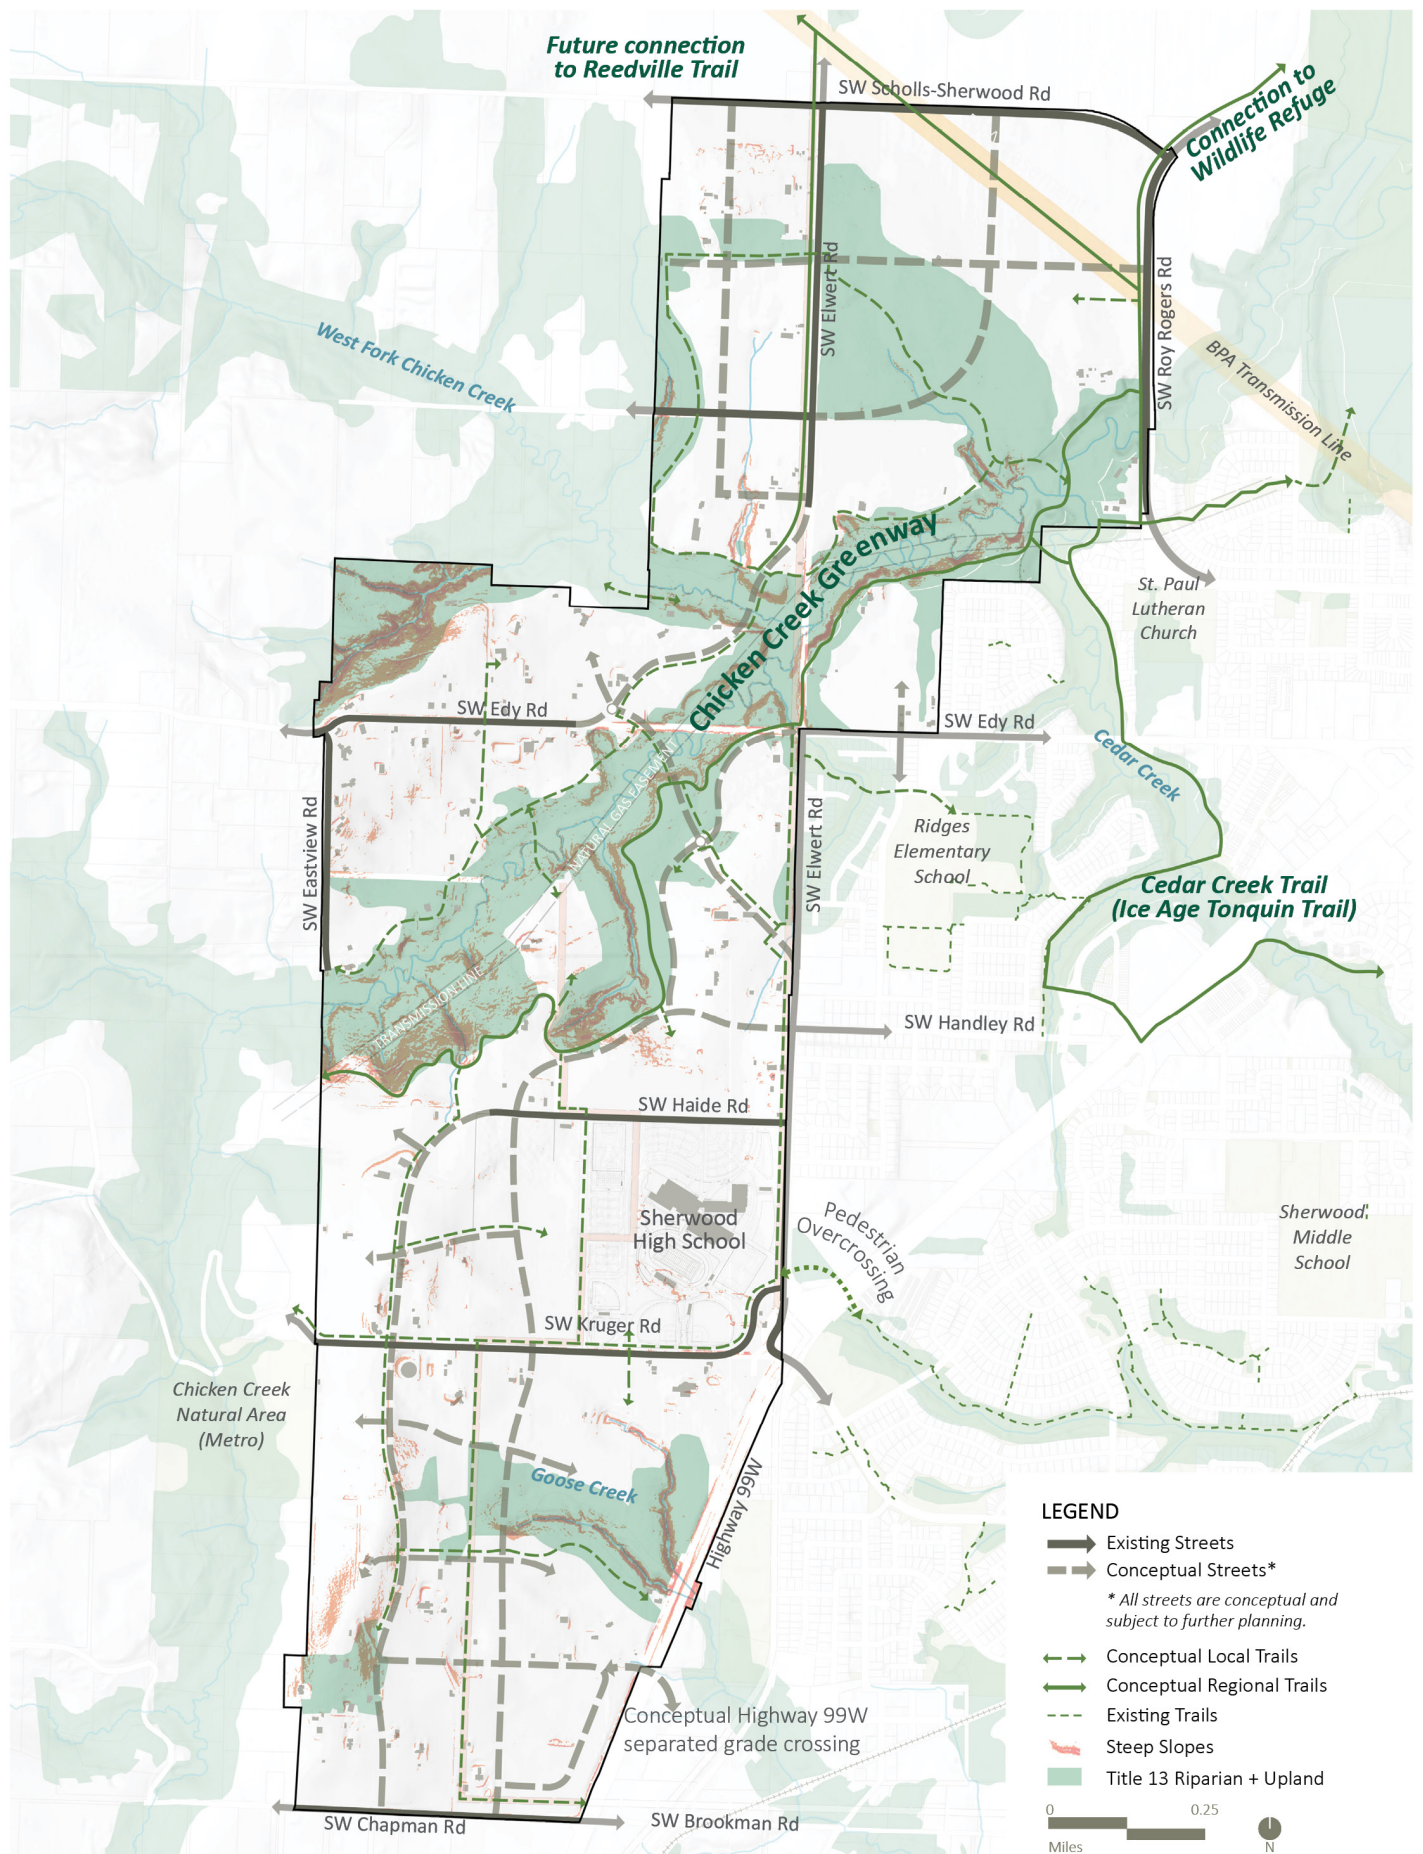 Future connection
to Reedville Trail
SW Scholls-Sherwood Rd
Connection to
Wildlife Refuge
SW Elwert Rd
SW Roy Rogers Rd
West Fork Chicken Creek
BPA Transmission Line
Chicken Creek Greenway
St. Paul
Lutheran
Church
SW Edy Rd
SW Edy Rd
Cedar Creek
NATURAL GAS EASEMENT
SW Eastview Rd
SW Elwert Rd
Ridges
Elementary
School
Cedar Creek Trail
(Ice Age Tonquin Trail)
TRANSMISSION LINE
SW Handley Rd
SW Haide Rd
Sherwood
High School
Pedestrian
Overcrossing
Sherwood
Middle
School
SW Kruger Rd
Chicken Creek
Natural Area
(Metro)
Goose Creek
Highway 99W
Conceptual Highway 99W
separated grade crossing
SW Chapman Rd
SW Brookman Rd
LEGEND
Existing Streets
Conceptual Streets*
* All streets are conceptual and
subject to further planning.
Conceptual Local Trails
Conceptual Regional Trails
Existing Trails
Steep Slopes
Title 13 Riparian + Upland
0 0.25
Miles N